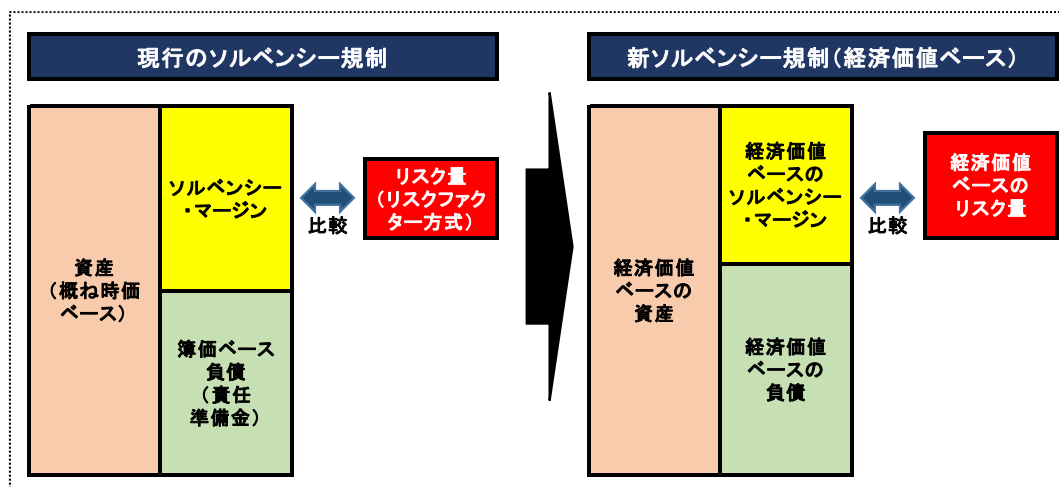 現行のソルベンシー規制
資産
（概ね時価
ベース）
ソルベンシー
・マージン
簿価ベース
負債
（責任
準備金）
比較
リスク量
（リスクファク
ター方式）
新ソルベンシー規制（経済価値ベース）
経済価値
ベースの
資産
経済価値
ベースの
ソルベンシー
・マージン
経済価値
ベースの
負債
比較
経済価値
ベースの
リスク量